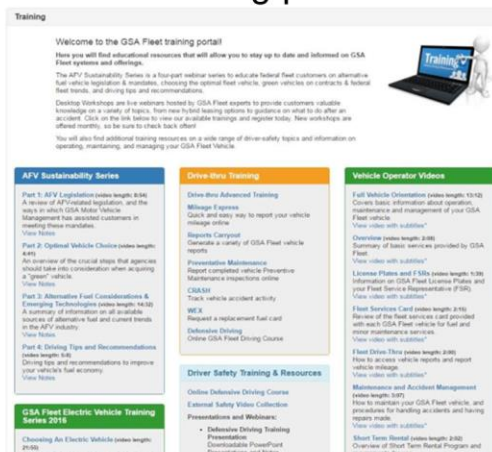 Training
Welcome to the GSA Fleet training portal!
Here you will find educational resources that will allow you to stay up to date and informed on GSA
Fleet systems and offerings.
The AFV Sustainability Series is a four-part webinar series to educate federal fleet customers on alternative
fuel vehicle legislation & mandates, choosing the optimal fleet vehicle, green vehicles on contracts & federal
fleet trends, and driving tips and recommendations.
Desktop Workshops are live webinars hosted by GSA Fleet experts to provide customers valuable
knowledge on a variety of topics, from new hybrid leasing options to guidance on what to do after an
accident. Click on the link below to view our available trainings and register today. New workshops are
offered monthly, so be sure to check back often!
You will also find additional training resources on a wide range of driver-safety topics and information on
operating, maintaining, and managing your GSA Fleet Vehicle.
Training
AFV Sustainability Series
Part 1: AFV Legislation (video length: 8:54)
A review of AFV-related legislation, and the
ways in which GSA Motor Vehicle
Management has assisted customers in
meeting these mandates.
View Notes
Part 2: Optimal Vehicle Choice (video length:
4:41)
An overview of the crucial steps that agencies
should take into consideration when acquiring
a "green" vehicle.
View Notes
Part 3: Alternative Fuel Considerations &
Emerging Technologies (video length: 14:32)
A summary of information on all available
sources of alternative fuel and current trends
in the AFV industry.
View Notes
Part 4: Driving Tips and Recommendations
(video length: 5:8)
Driving tips and recommendations to improve
your vehicle's fuel economy.
View Notes
GSA Fleet Electric Vehicle Training
Series 2016
Choosing An Electric Vehicle (video length:
21:55)
Drive-thru Training
Drive-thru Advanced Training
Mileage Express
Quick and easy way to report your vehicle
mileage online
Reports Carryout
Generate a variety of GSA Fleet vehicle
reports
Preventative Maintenance
Report completed vehicle Preventive
Maintenance inspections online
CRASH
Track vehicle accident activity
WEX
Request a replacement fuel card
Defensive Driving
Online GSA Fleet Driving Course
Driver Safety Training & Resources
Online Defensive Driving Course
External Safety Video Collection
Presentations and Webinars:
• Defensive Driving Training
Presentation
Downloadable PowerPoint
Presentations and Notes
Vehicle Operator Videos
Full Vehicle Orientation (video length: 13:12)
Covers basic information about operation,
maintenance and management of your GSA
Fleet vehicle.
View video with subtitles*
Overview (video length: 2:08)
Summary of basic services provided by GSA
Fleet.
View video with subtitles*
License Plates and FSRs (video length: 1:39)
Information on GSA Fleet License Plates and
your Fleet Service Representative (FSR).
View video with subtitles*
Fleet Services Card (video length: 2:15)
Review of the fleet services card provided
with each GSA Fleet vehicle for fuel and
minor maintenance services.
View video with subtitles*
Fleet Drive-Thru (video length: 2:00)
How to access vehicle reports and report
vehicle mileage.
View video with subtitles*
Maintenance and Accident Management
(video length: 3:07)
How to maintain your GSA Fleet vehicle, and
procedures for handling accidents and having
repairs made.
View video with subtitles*
Short Term Rental (video length: 2:02)
Overview of Short Term Rental Program and